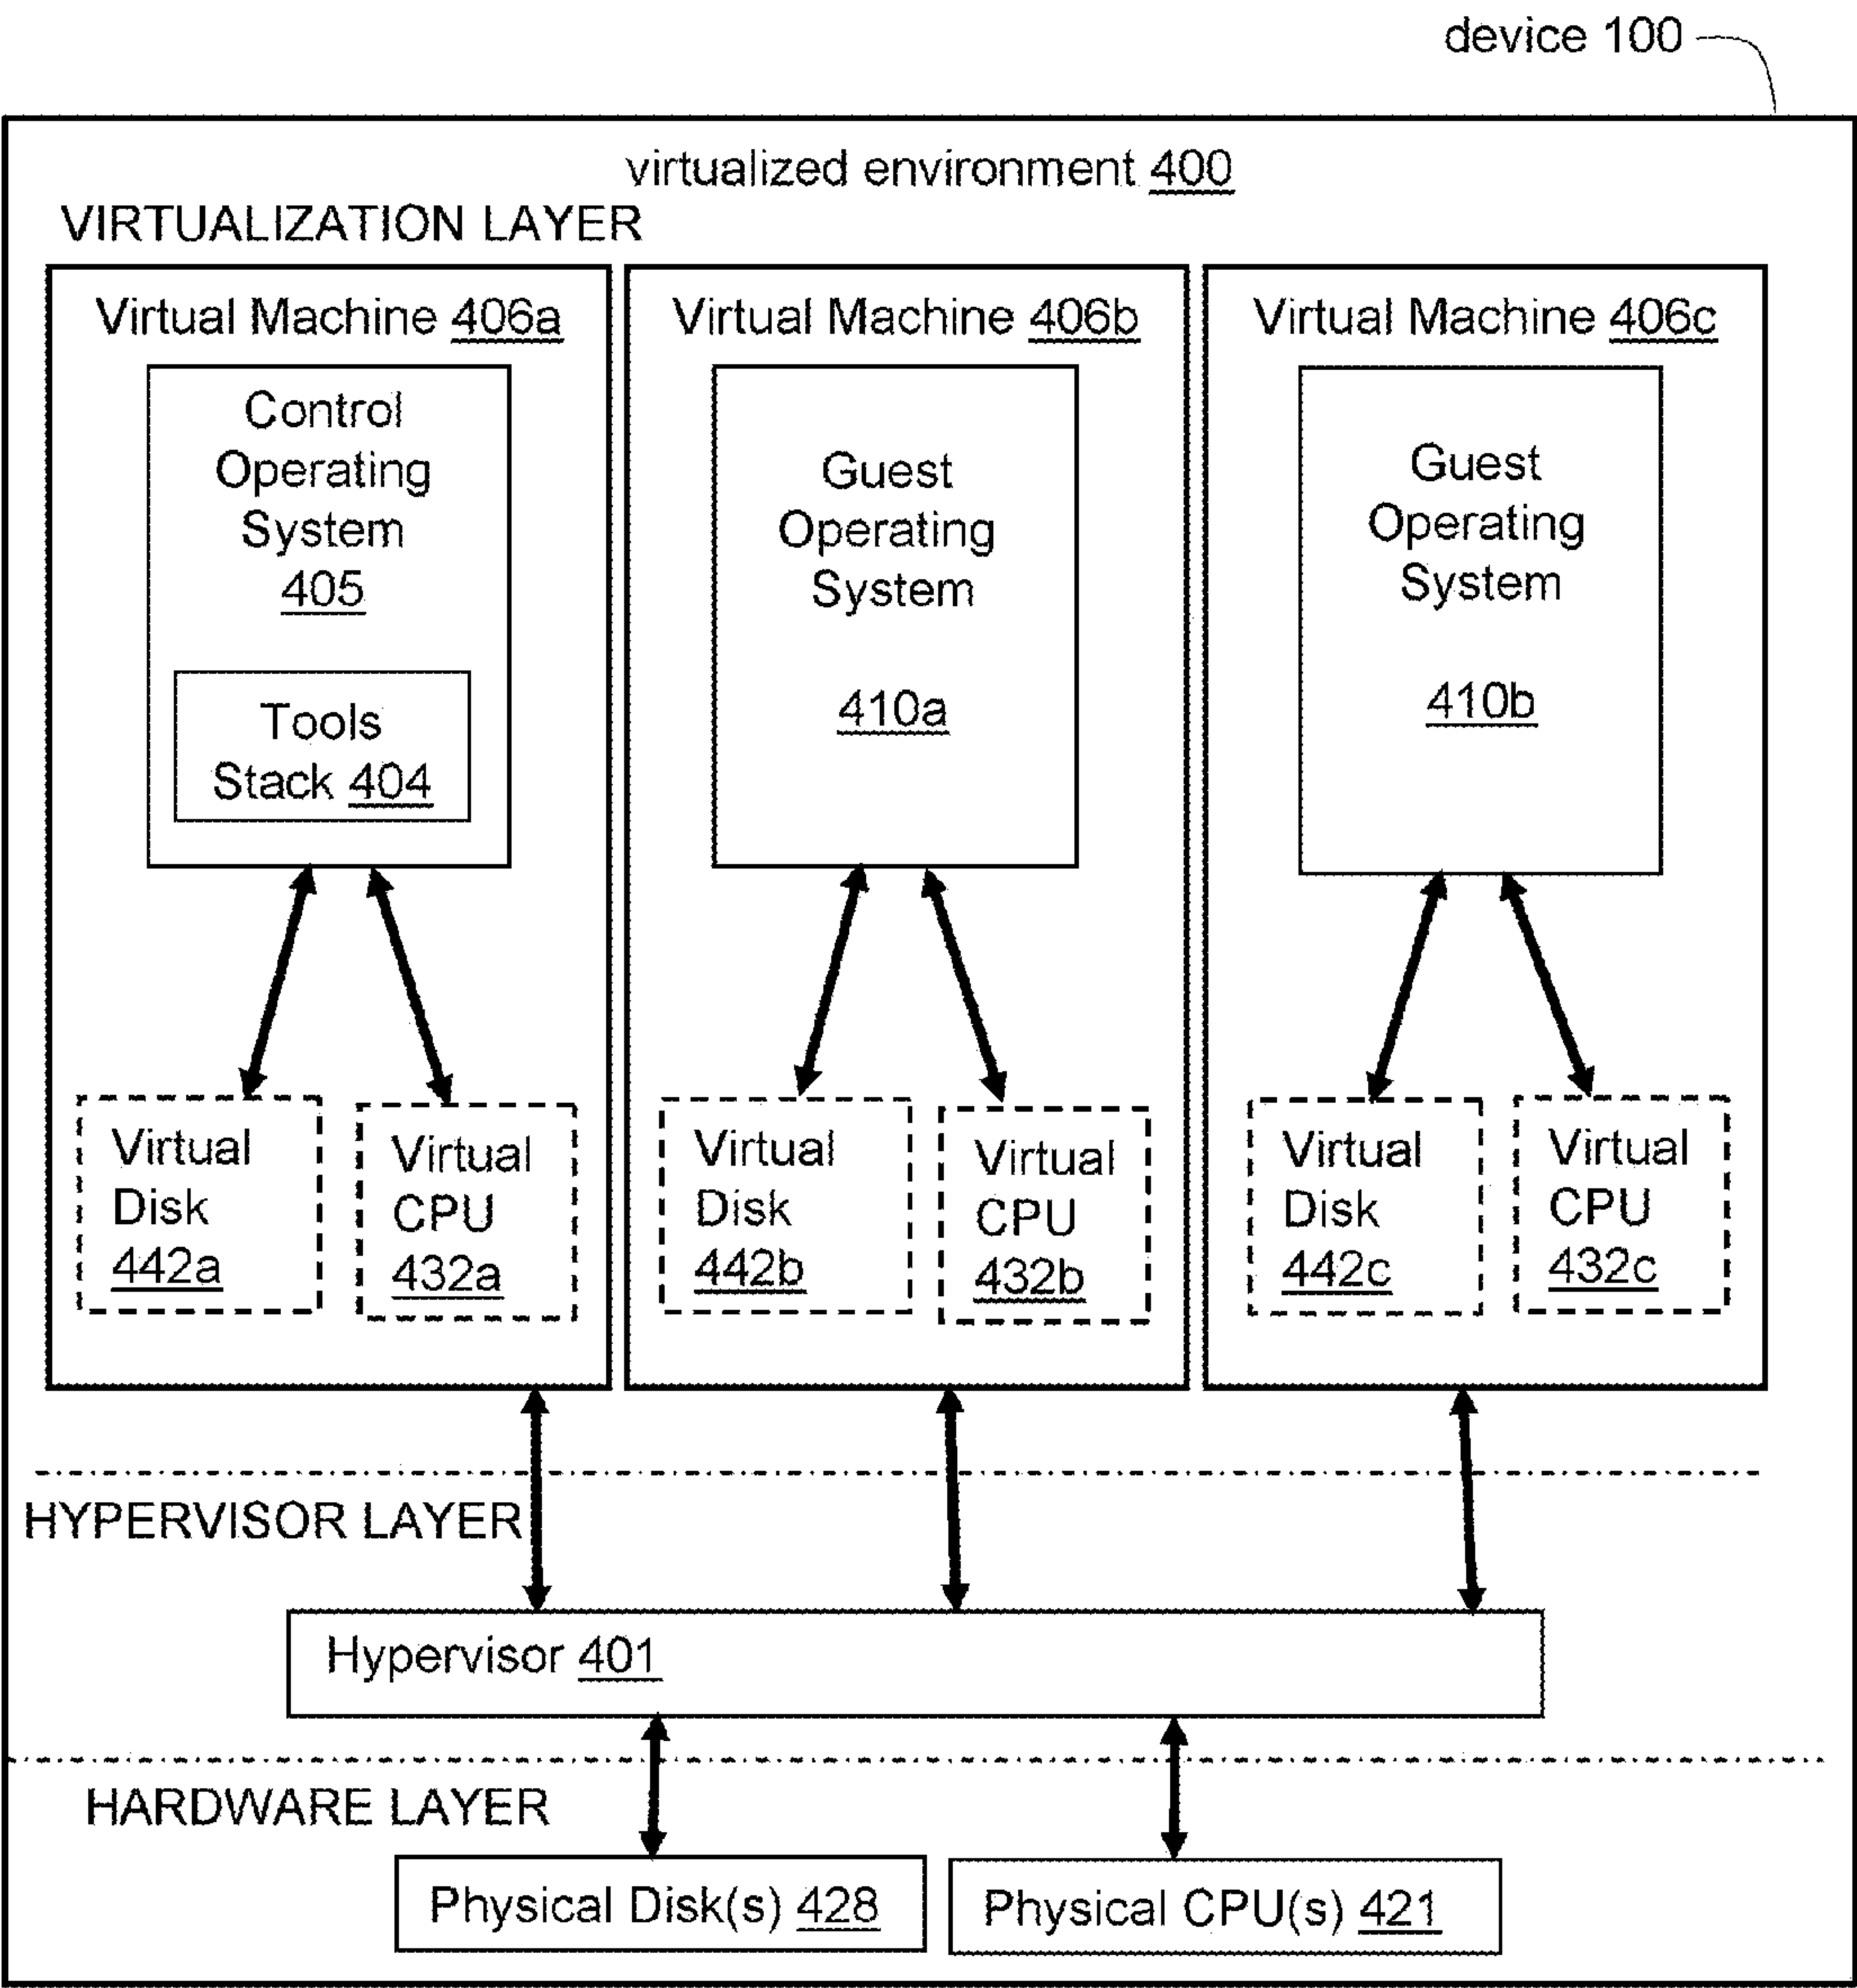 device 100
virtualized environment 400
VIRTUALIZATION LAYER
Virtual Machine 406a
Control
Operating
System
405
Tools
Stack 404
Virtual
Disk
442a
Virtual
CPU
432a
Virtual Machine 406b
Guest
Operating
System
410a
Virtual
Disk
442b
Virtual
CPU
432b
Virtual Machine 406c
Guest
Operating
System
410b
Virtual
Disk
442c
Virtual
CPU
432c
HYPERVISOR LAYER
Hypervisor 401
HARDWARE LAYER
Physical Disk(s) 428
Physical CPU(s) 421